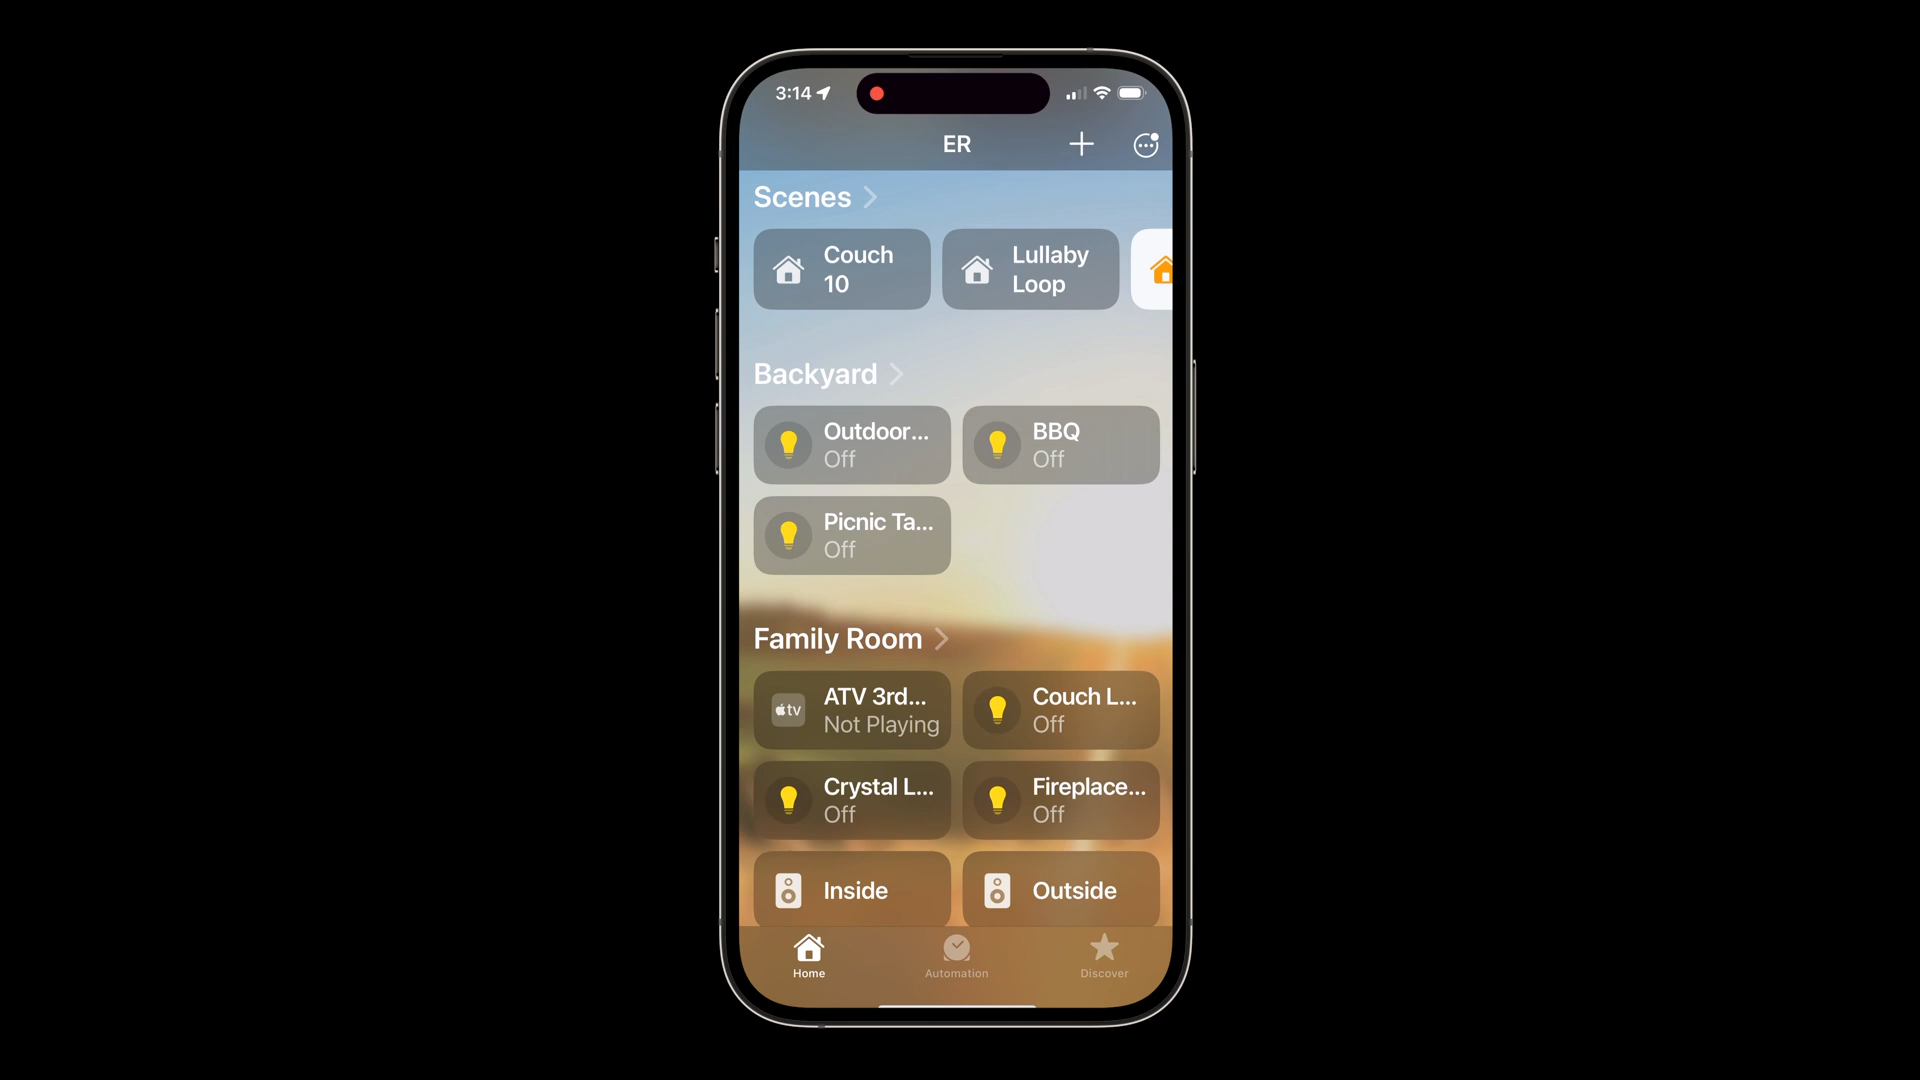 3:14
ER
Scenes
Couch
10
Lullaby
Loop
Backyard
Outdoor...
Off
BBQ
Off
Picnic Ta...
Off
Family Room
ATV 3rd...
Not Playing
Couch L...
Off
Crystal L...
Off
Fireplace...
Off
Inside
Outside
Home
Automation
Discover
tv